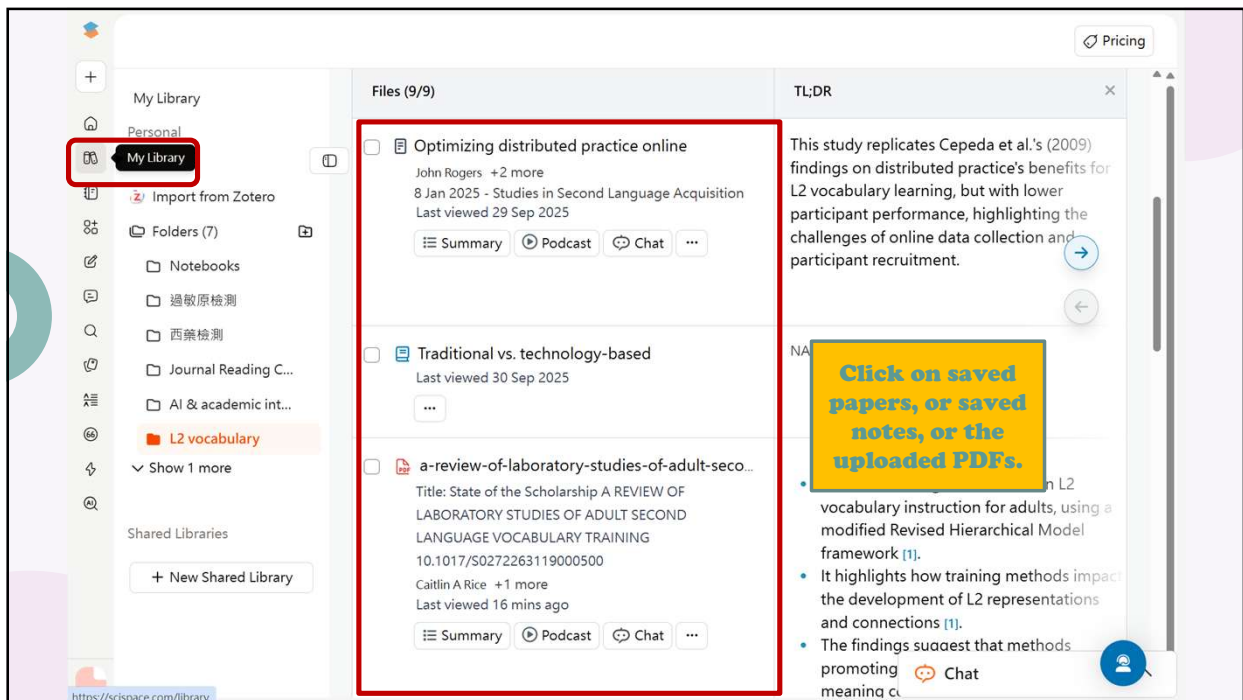 Pricing
My Library
Personal
My Library
Import from Zotero
Folders (7)
Notebooks
過敏原檢測
西藥檢測
Journal Reading C...
AI & academic int...
L2 vocabulary
Show 1 more
Shared Libraries
+ New Shared Library
https://scispace.com/library
Files (9/9)
Optimizing distributed practice online
John Rogers +2 more
8 Jan 2025 - Studies in Second Language Acquisition
Last viewed 29 Sep 2025
Summary Podcast Chat ...
Traditional vs. technology-based
Last viewed 30 Sep 2025
...
a-review-of-laboratory-studies-of-adult-seco...
Title: State of the Scholarship A REVIEW OF
LABORATORY STUDIES OF ADULT SECOND
LANGUAGE VOCABULARY TRAINING
10.1017/S0272263119000500
Caitlin A Rice +1 more
Last viewed 16 mins ago
Summary Podcast Chat ...
TL;DR
This study replicates Cepeda et al.'s (2009)
findings on distributed practice's benefits for
L2 vocabulary learning, but with lower
participant performance, highlighting the
challenges of online data collection and
participant recruitment.
NA
Click on saved
papers, or saved
notes, or the
uploaded PDFs.
L2
vocabulary instruction for adults, using a
modified Revised Hierarchical Model
framework [1].
• It highlights how training methods impact
the development of L2 representations
and connections [1].
• The findings suggest that methods
promoting
meaning
Chat